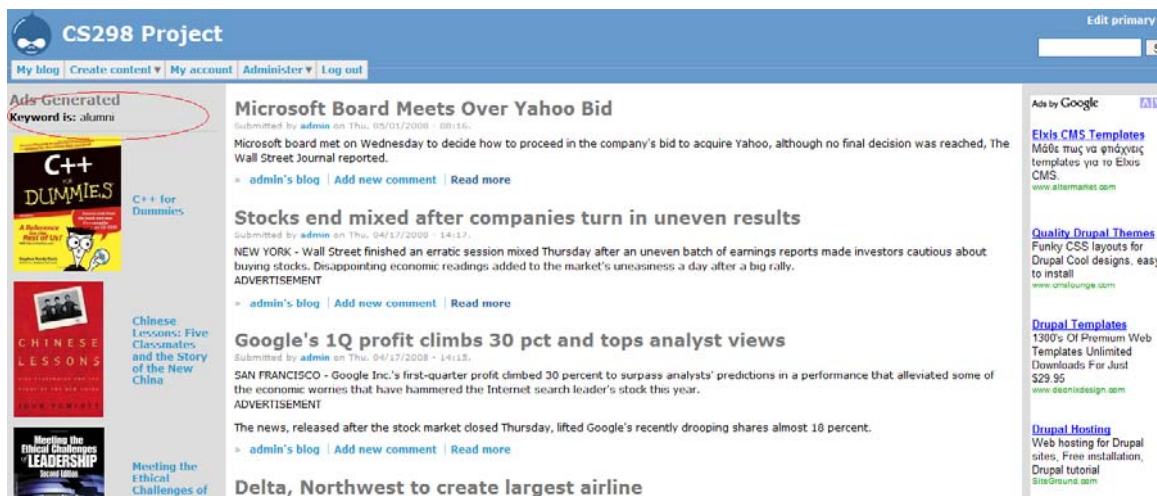 CS298 Project
Edit primary
My blog
Create content
My account
Administer
Log out
Ads Generated
Keyword is: alumni
C++
FOR
DUMMIES
A Reference
for the
Rest of Us!
C++ for
Dummies
CHINESE
LESSONS
JOHN POMFRET
Chinese
Lessons: Five
Classmates
and the Story
of the New
China
Meeting the
Ethical Challenges
of LEADERSHIP
Second Edition
Meeting the
Ethical
Challenges of
Microsoft Board Meets Over Yahoo Bid
Submitted by admin on Thu, 05/01/2008 - 08:16.
Microsoft board met on Wednesday to decide how to proceed in the company's bid to acquire Yahoo, although no final decision was reached, The
Wall Street Journal reported.
» admin's blog | Add new comment | Read more
Stocks end mixed after companies turn in uneven results
Submitted by admin on Thu, 04/17/2008 - 14:17.
NEW YORK - Wall Street finished an erratic session mixed Thursday after an uneven batch of earnings reports made investors cautious about
buying stocks. Disappointing economic readings added to the market's uneasiness a day after a big rally.
ADVERTISEMENT
» admin's blog | Add new comment | Read more
Google's 1Q profit climbs 30 pct and tops analyst views
Submitted by admin on Thu, 04/17/2008 - 14:15.
SAN FRANCISCO - Google Inc.'s first-quarter profit climbed 30 percent to surpass analysts' predictions in a performance that alleviated some of
the economic worries that have hammered the Internet search leader's stock this year.
ADVERTISEMENT
The news, released after the stock market closed Thursday, lifted Google's recently drooping shares almost 18 percent.
» admin's blog | Add new comment | Read more
Delta, Northwest to create largest airline
Ads by Google
Elxis CMS Templates
Μάθε πως να φτιάχνεις
templates για το Elxis
CMS.
www.altermarket.com
Quality Drupal Themes
Funky CSS layouts for
Drupal Cool designs, easy
to install
www.cmslounge.com
Drupal Templates
1300's Of Premium Web
Templates Unlimited
Downloads For Just
$29.95
www.deonixdesign.com
Drupal Hosting
Web hosting for Drupal
sites, Free installation,
Drupal tutorial
SiteGround.com